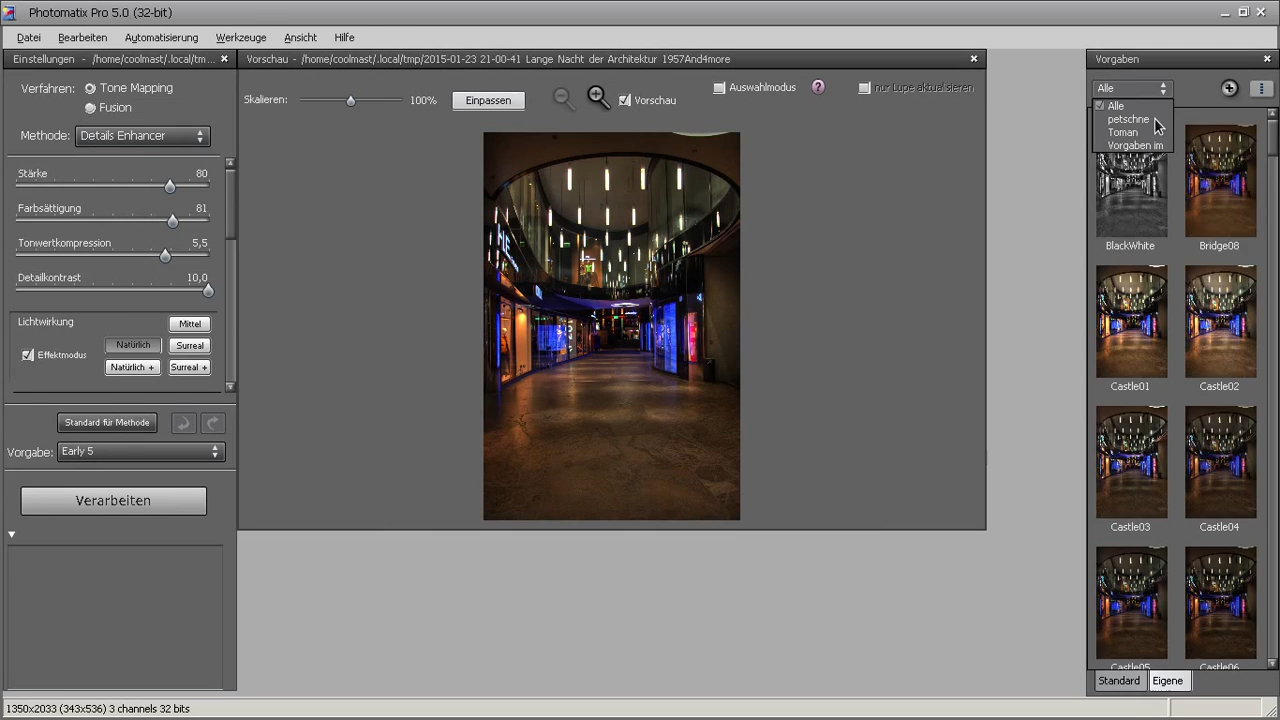 Photomatix Pro 5.0 (32-bit)
Datei Bearbeiten Automatisierung Werkzeuge Ansicht Hilfe
Einstellungen - /home/coolmast/.local/tm...
Verfahren: Tone Mapping
Fusion
Methode: Details Enhancer
Stärke 80
Farbsättigung 81
Tonwertkompression 5,5
Detailkontrast 10,0
Lichtwirkung
Mittel
Effektmodus
Natürlich
Surreal
Natürlich +
Surreal +
Standard für Methode
Vorgabe: Early 5
Verarbeiten
Vorschau - /home/coolmast/.local/tmp/2015-01-23 21-00-41 Lange Nacht der Architektur 1957And4more
Skalieren: 100% Einpassen Vorschau Auswahlmodus ? nur Lupe aktualisieren
Vorgaben
Alle
Alle
petschne
Toman
Vorgaben im
BlackWhite Bridge08
Castle01 Castle02
Castle03 Castle04
Castle05 Castle06
Standard Eigene
1350x2033 (343x536) 3 channels 32 bits